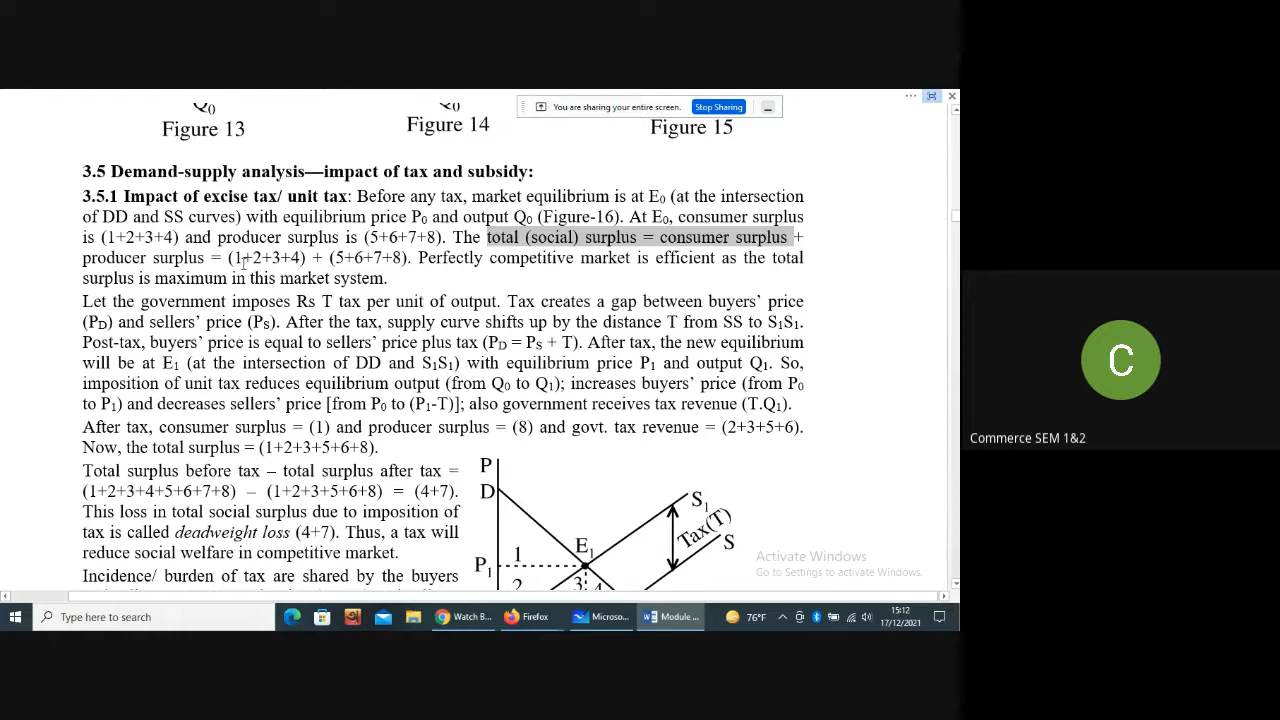 Q0
Q0
You are sharing your entire screen.
Stop Sharing
Figure 13
Figure 14
Figure 15
3.5 Demand-supply analysis—impact of tax and subsidy:
3.5.1 Impact of excise tax/ unit tax: Before any tax, market equilibrium is at E0 (at the intersection
of DD and SS curves) with equilibrium price P0 and output Q0 (Figure-16). At E0, consumer surplus
is (1+2+3+4) and producer surplus is (5+6+7+8). The total (social) surplus = consumer surplus +
producer surplus = (1+2+3+4) + (5+6+7+8). Perfectly competitive market is efficient as the total
surplus is maximum in this market system.
Let the government imposes Rs T tax per unit of output. Tax creates a gap between buyers’ price
(PD) and sellers’ price (PS). After the tax, supply curve shifts up by the distance T from SS to S1S1.
Post-tax, buyers’ price is equal to sellers’ price plus tax (PD = PS + T). After tax, the new equilibrium
will be at E1 (at the intersection of DD and S1S1) with equilibrium price P1 and output Q1. So,
imposition of unit tax reduces equilibrium output (from Q0 to Q1); increases buyers’ price (from P0
to P1) and decreases sellers’ price [from P0 to (P1-T)]; also government receives tax revenue (T.Q1).
After tax, consumer surplus = (1) and producer surplus = (8) and govt. tax revenue = (2+3+5+6).
Now, the total surplus = (1+2+3+5+6+8).
Total surplus before tax – total surplus after tax =
(1+2+3+4+5+6+7+8) – (1+2+3+5+6+8) = (4+7).
This loss in total social surplus due to imposition of
tax is called deadweight loss (4+7). Thus, a tax will
reduce social welfare in competitive market.
Incidence/ burden of tax are shared by the buyers
P
D
S1
Tax(T)
S
E1
1
P1
2
3
4
Activate Windows
Go to Settings to activate Windows.
C
Commerce SEM 1&2
Type here to search
Watch B...
Firefox
Microso...
Module ...
76°F
15:12
17/12/2021